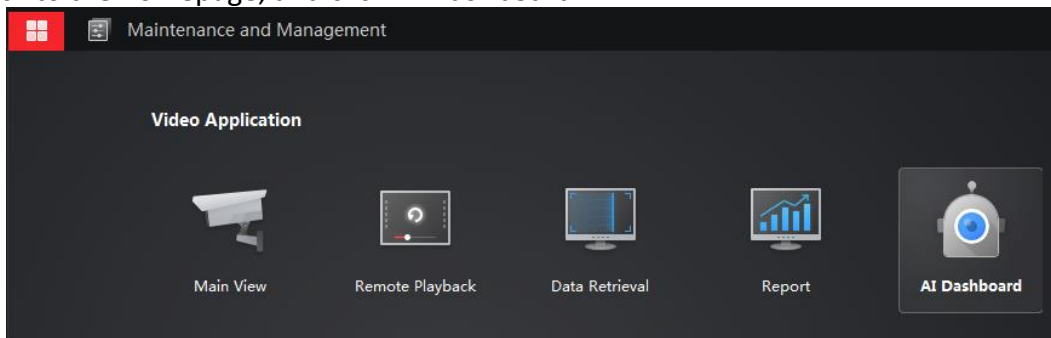 Maintenance and Management
Video Application
Main View
Remote Playback
Data Retrieval
Report
AI Dashboard